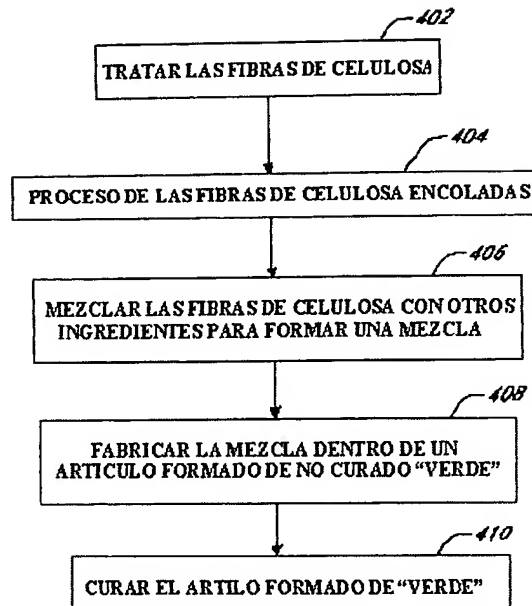 402
TRATAR LAS FIBRAS DE CELULOSA
404
PROCESO DE LAS FIBRAS DE CELULOSA ENCOLADAS
406
MEZCLAR LAS FIBRAS DE CELULOSA CON OTROS
INGREDIENTES PARA FORMAR UNA MEZCLA
408
FABRICAR LA MEZCLA DENTRO DE UN
ARTICULO FORMADO DE NO CURADO “VERDE”
410
CURAR EL ARTILO FORMADO DE “VERDE”